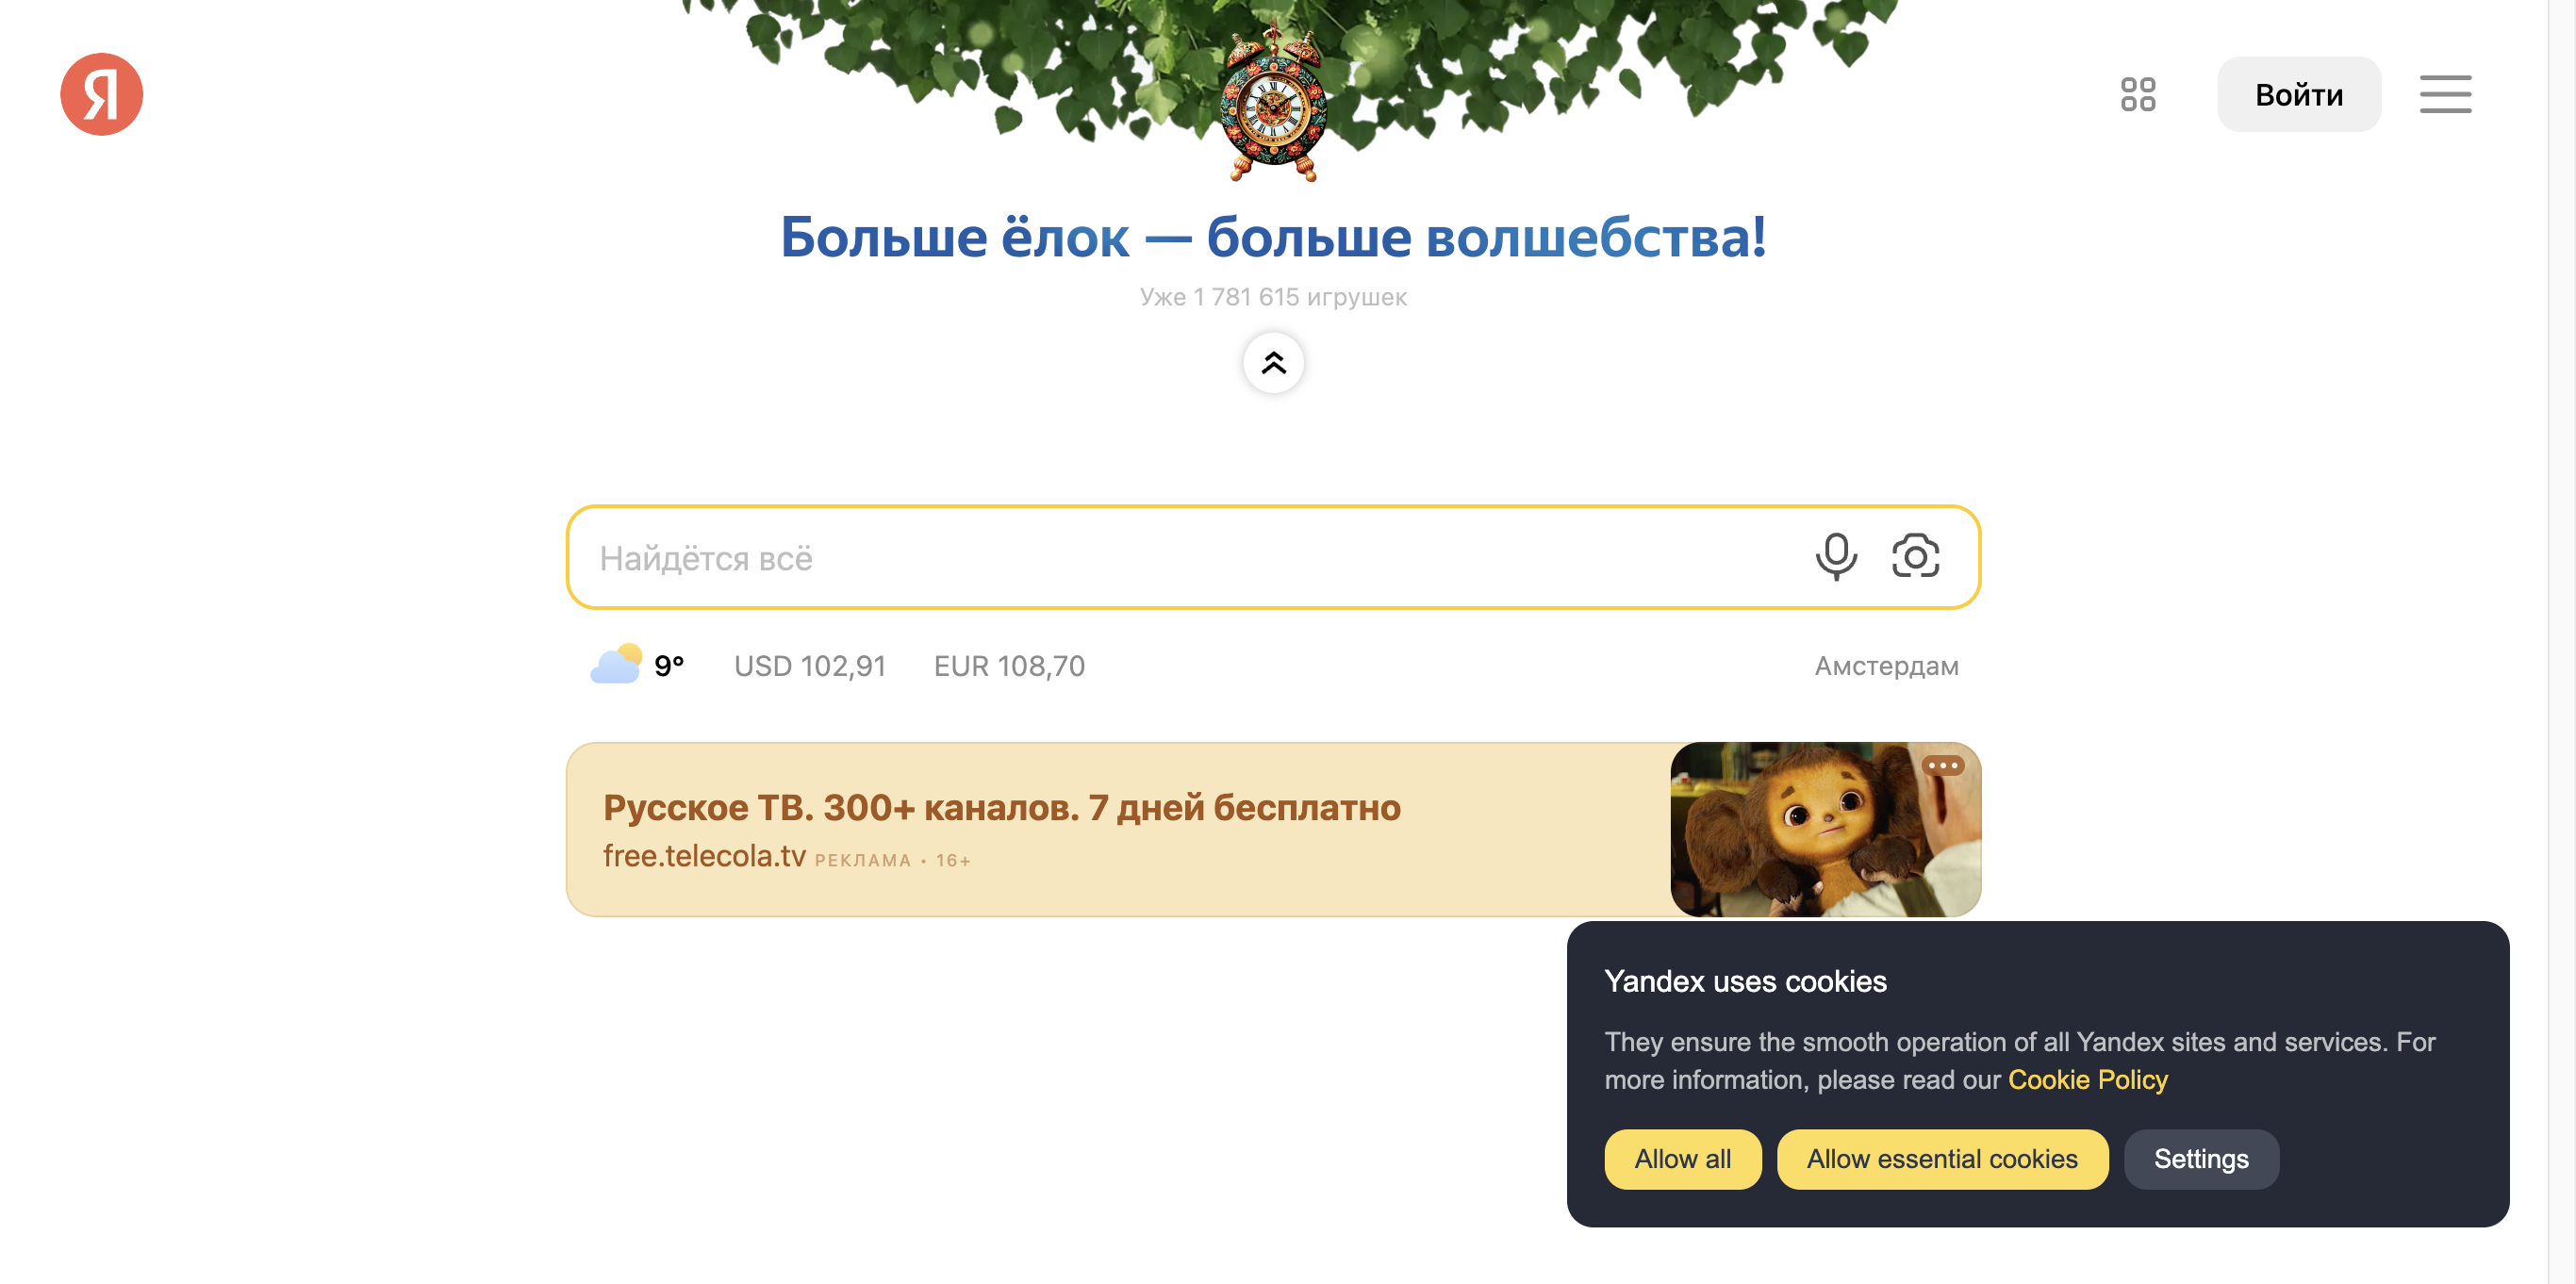 Я
Войти
Больше ёлок — больше волшебства!
Уже 1 781 615 игрушек
Найдётся всё
9° USD 102,91 EUR 108,70 Амстердам
Русское ТВ. 300+ каналов. 7 дней бесплатно
free.telecola.tv РЕКЛАМА • 16+
Yandex uses cookies
They ensure the smooth operation of all Yandex sites and services. For
more information, please read our Cookie Policy
Allow all Allow essential cookies Settings